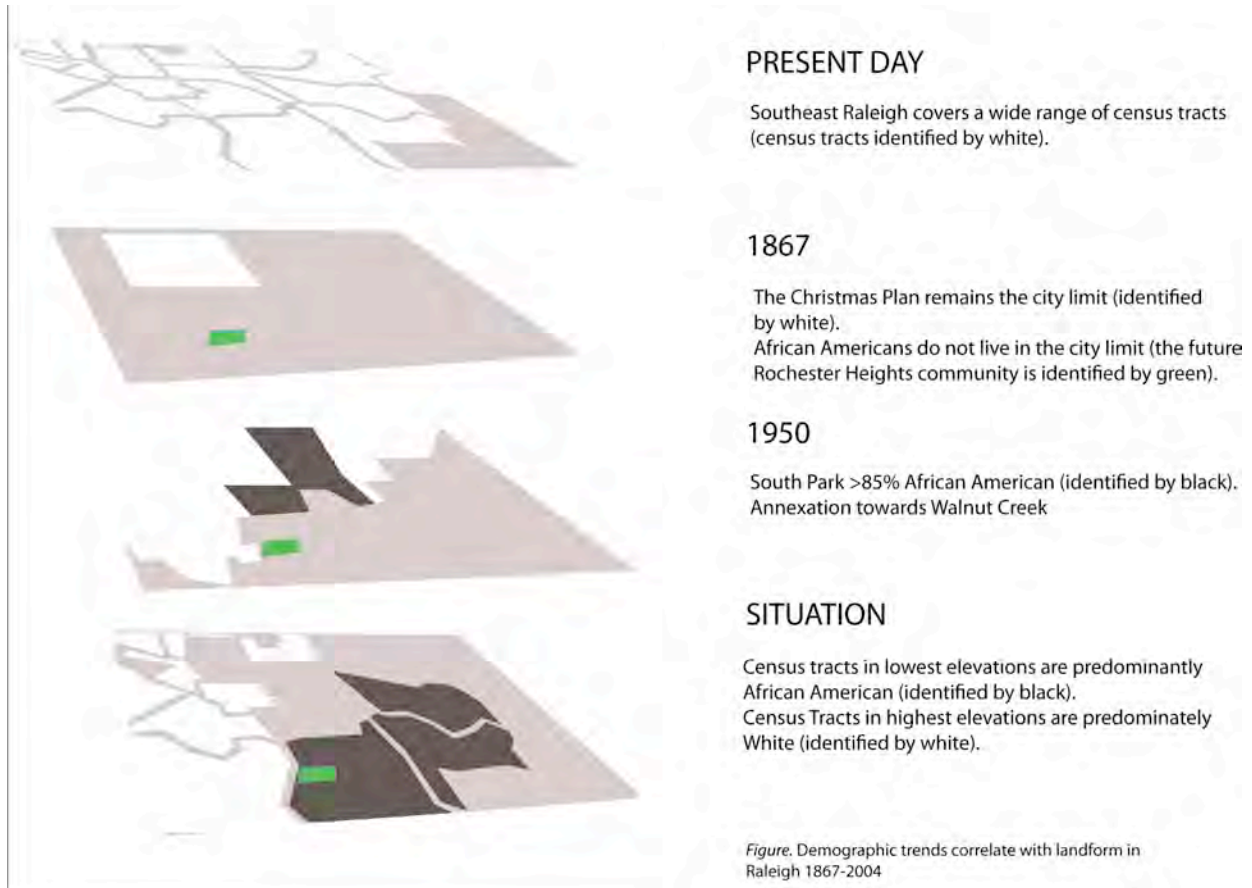 PRESENT DAY
Southeast Raleigh covers a wide range of census tracts
(census tracts identified by white).
1867
The Christmas Plan remains the city limit (identified
by white).
African Americans do not live in the city limit (the future
Rochester Heights community is identified by green).
1950
South Park >85% African American (identified by black).
Annexation towards Walnut Creek
SITUATION
Census tracts in lowest elevations are predominantly
African American (identified by black).
Census Tracts in highest elevations are predominately
White (identified by white).
Figure. Demographic trends correlate with landform in
Raleigh 1867-2004